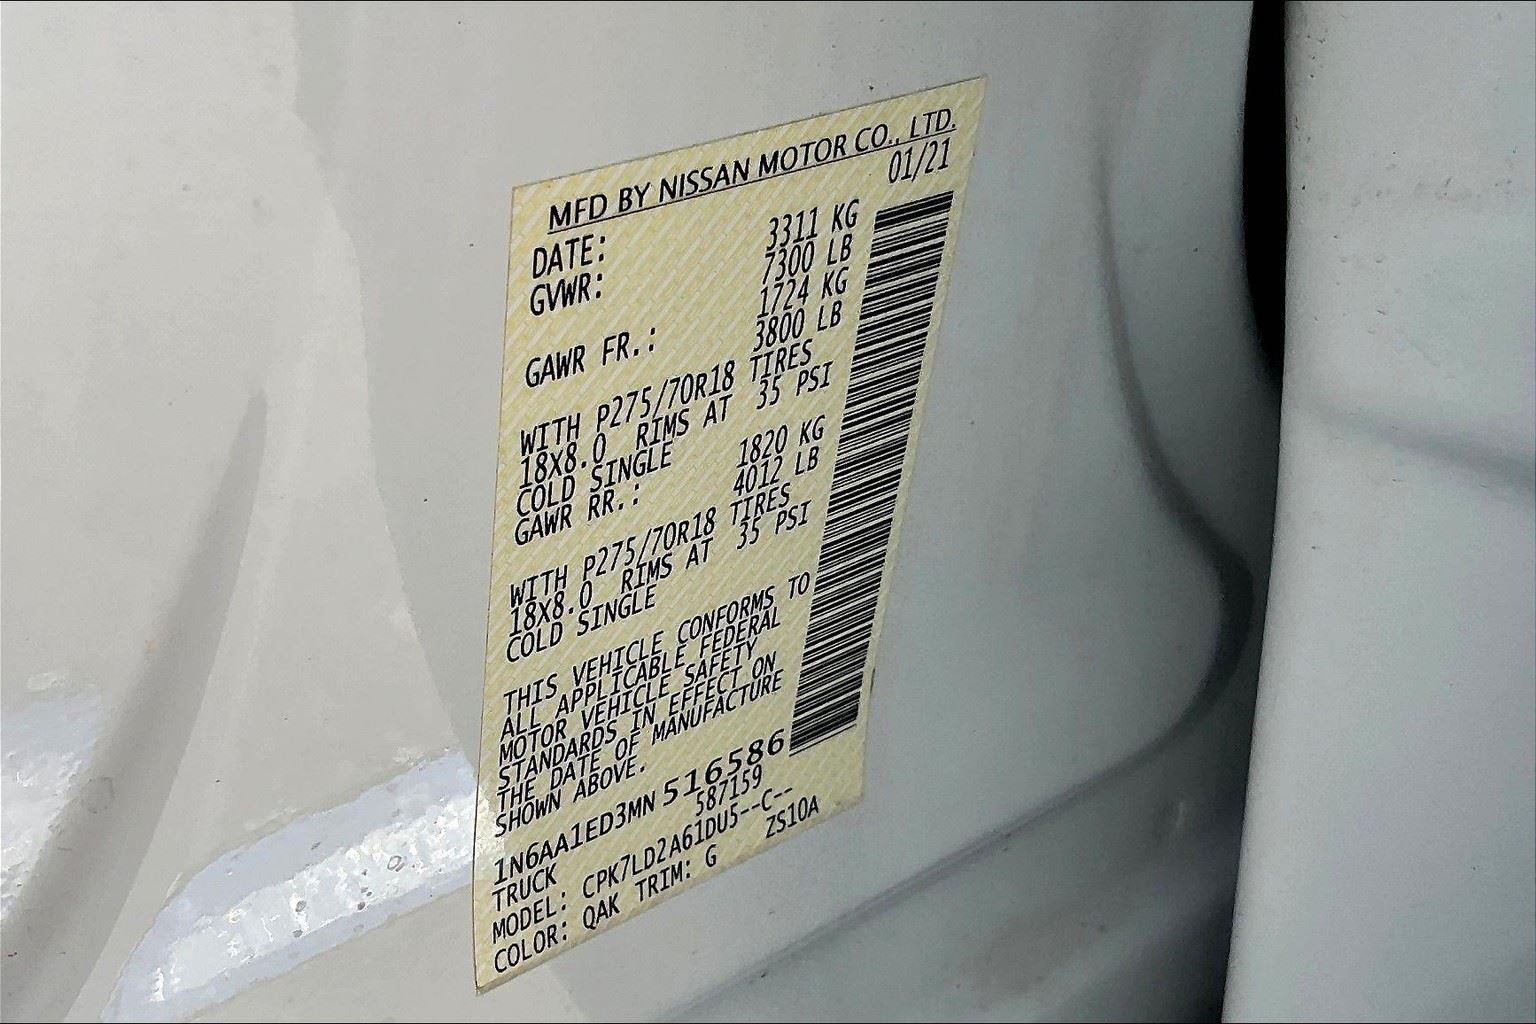 MFD BY NISSAN MOTOR CO., LTD.
DATE: 01/21
GVWR: 3311 KG
7300 LB
GAWR FR.: 1724 KG
3800 LB
WITH P275/70R18 TIRES
18X8.0 RIMS AT 35 PSI
COLD SINGLE
GAWR RR.: 1820 KG
4012 LB
WITH P275/70R18 TIRES
18X8.0 RIMS AT 35 PSI
COLD SINGLE
THIS VEHICLE CONFORMS TO
ALL APPLICABLE FEDERAL
MOTOR VEHICLE SAFETY
STANDARDS IN EFFECT ON
THE DATE OF MANUFACTURE
SHOWN ABOVE.
1N6AA1ED3MN 516586
TRUCK 587159
MODEL: CPK7LD2A61DU5--C--
COLOR: QAK TRIM: G ZS10A